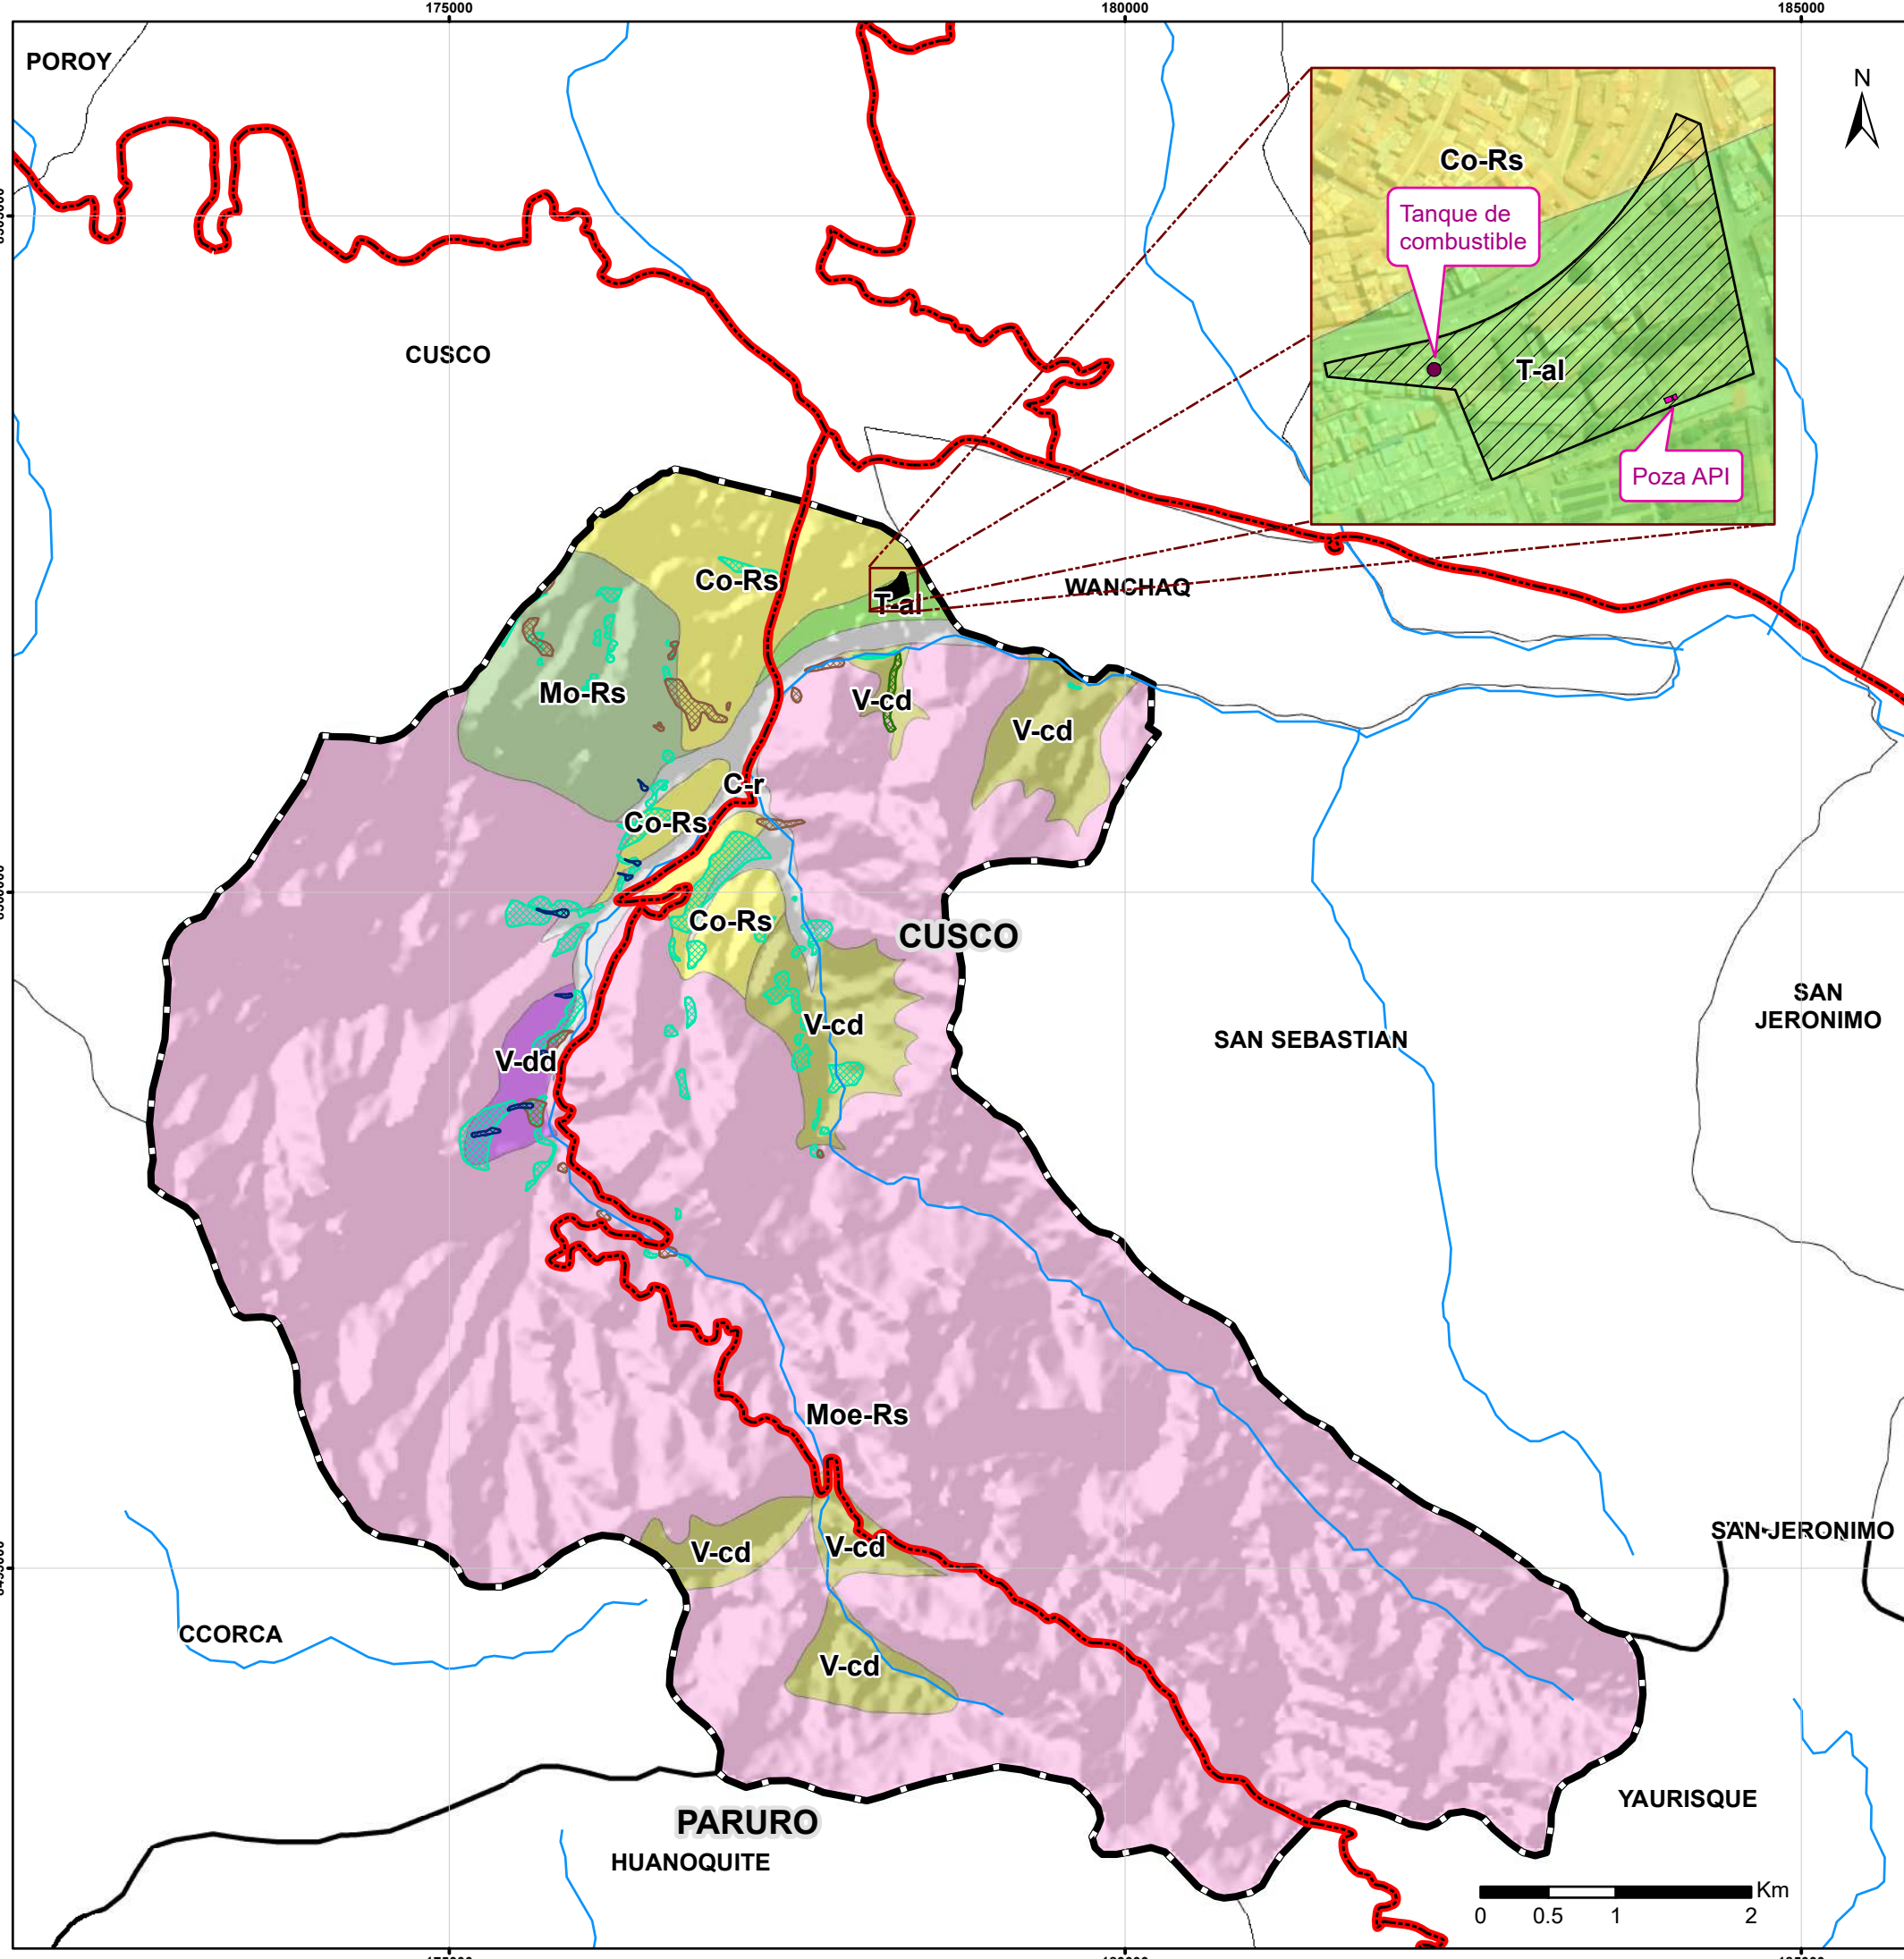 175000
180000
185000
POROY
N
Co-Rs
Tanque de
combustible
CUSCO
T-al
Poza API
Co-Rs
WANCHAQ
T-al
Mo-Rs
V-cd
V-cd
C-r
Co-Rs
Co-Rs
CUSCO
SAN
JERONIMO
V-cd
SAN SEBASTIAN
V-dd
Moe-Rs
SAN JERONIMO
V-cd
V-cd
CCORCA
V-cd
YAURISQUE
PARURO
HUANOQUITE
Km
0 0.5 1 2